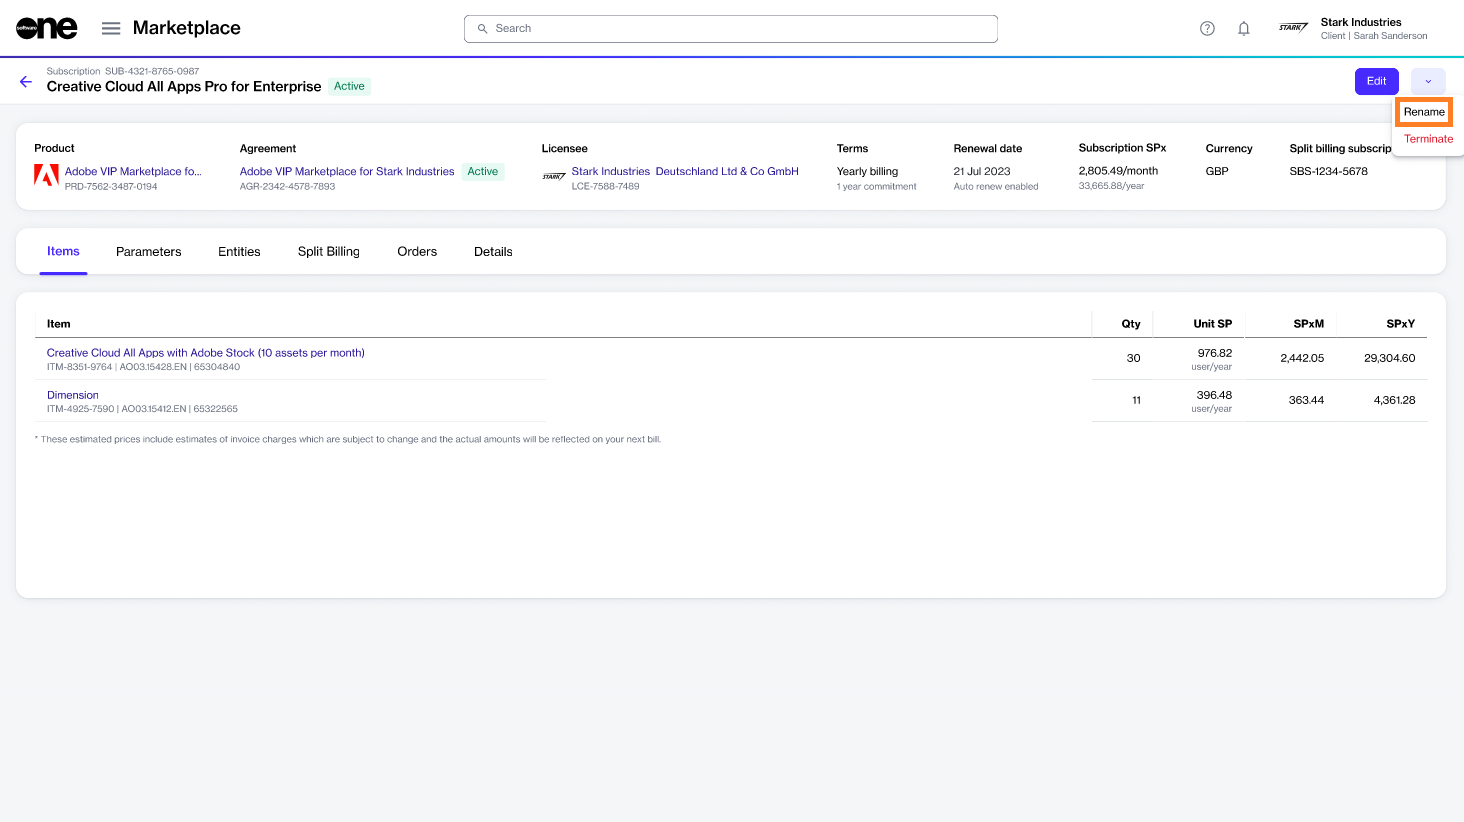 software
one
Marketplace
Search
STARK
Stark Industries
Client | Sarah Sanderson
Subscription SUB-4321-8765-0987
Creative Cloud All Apps Pro for Enterprise Active
Edit
Rename
Terminate
Product Agreement Licensee Terms Renewal date Subscription SPx Currency Split billing subscrip
Adobe VIP Marketplace fo... Adobe VIP Marketplace for Stark Industries Active STARK Stark Industries Deutschland Ltd & Co GmbH Yearly billing 21 Jul 2023 2,805.49/month GBP SBS-1234-5678
PRD-7562-3487-0194 AGR-2342-4578-7893 LCE-7588-7489 1 year commitment Auto renew enabled 33,665.88/year
Items Parameters Entities Split Billing Orders Details
Item Qty Unit SP SPxM SPxY
Creative Cloud All Apps with Adobe Stock (10 assets per month) 30 976.82 2,442.05 29,304.60
ITM-8351-9764 | AO03.15428.EN | 65304840 user/year
Dimension 11 396.48 363.44 4,361.28
ITM-4925-7590 | AO03.15412.EN | 65322565 user/year
* These estimated prices include estimates of invoice charges which are subject to change and the actual amounts will be reflected on your next bill.